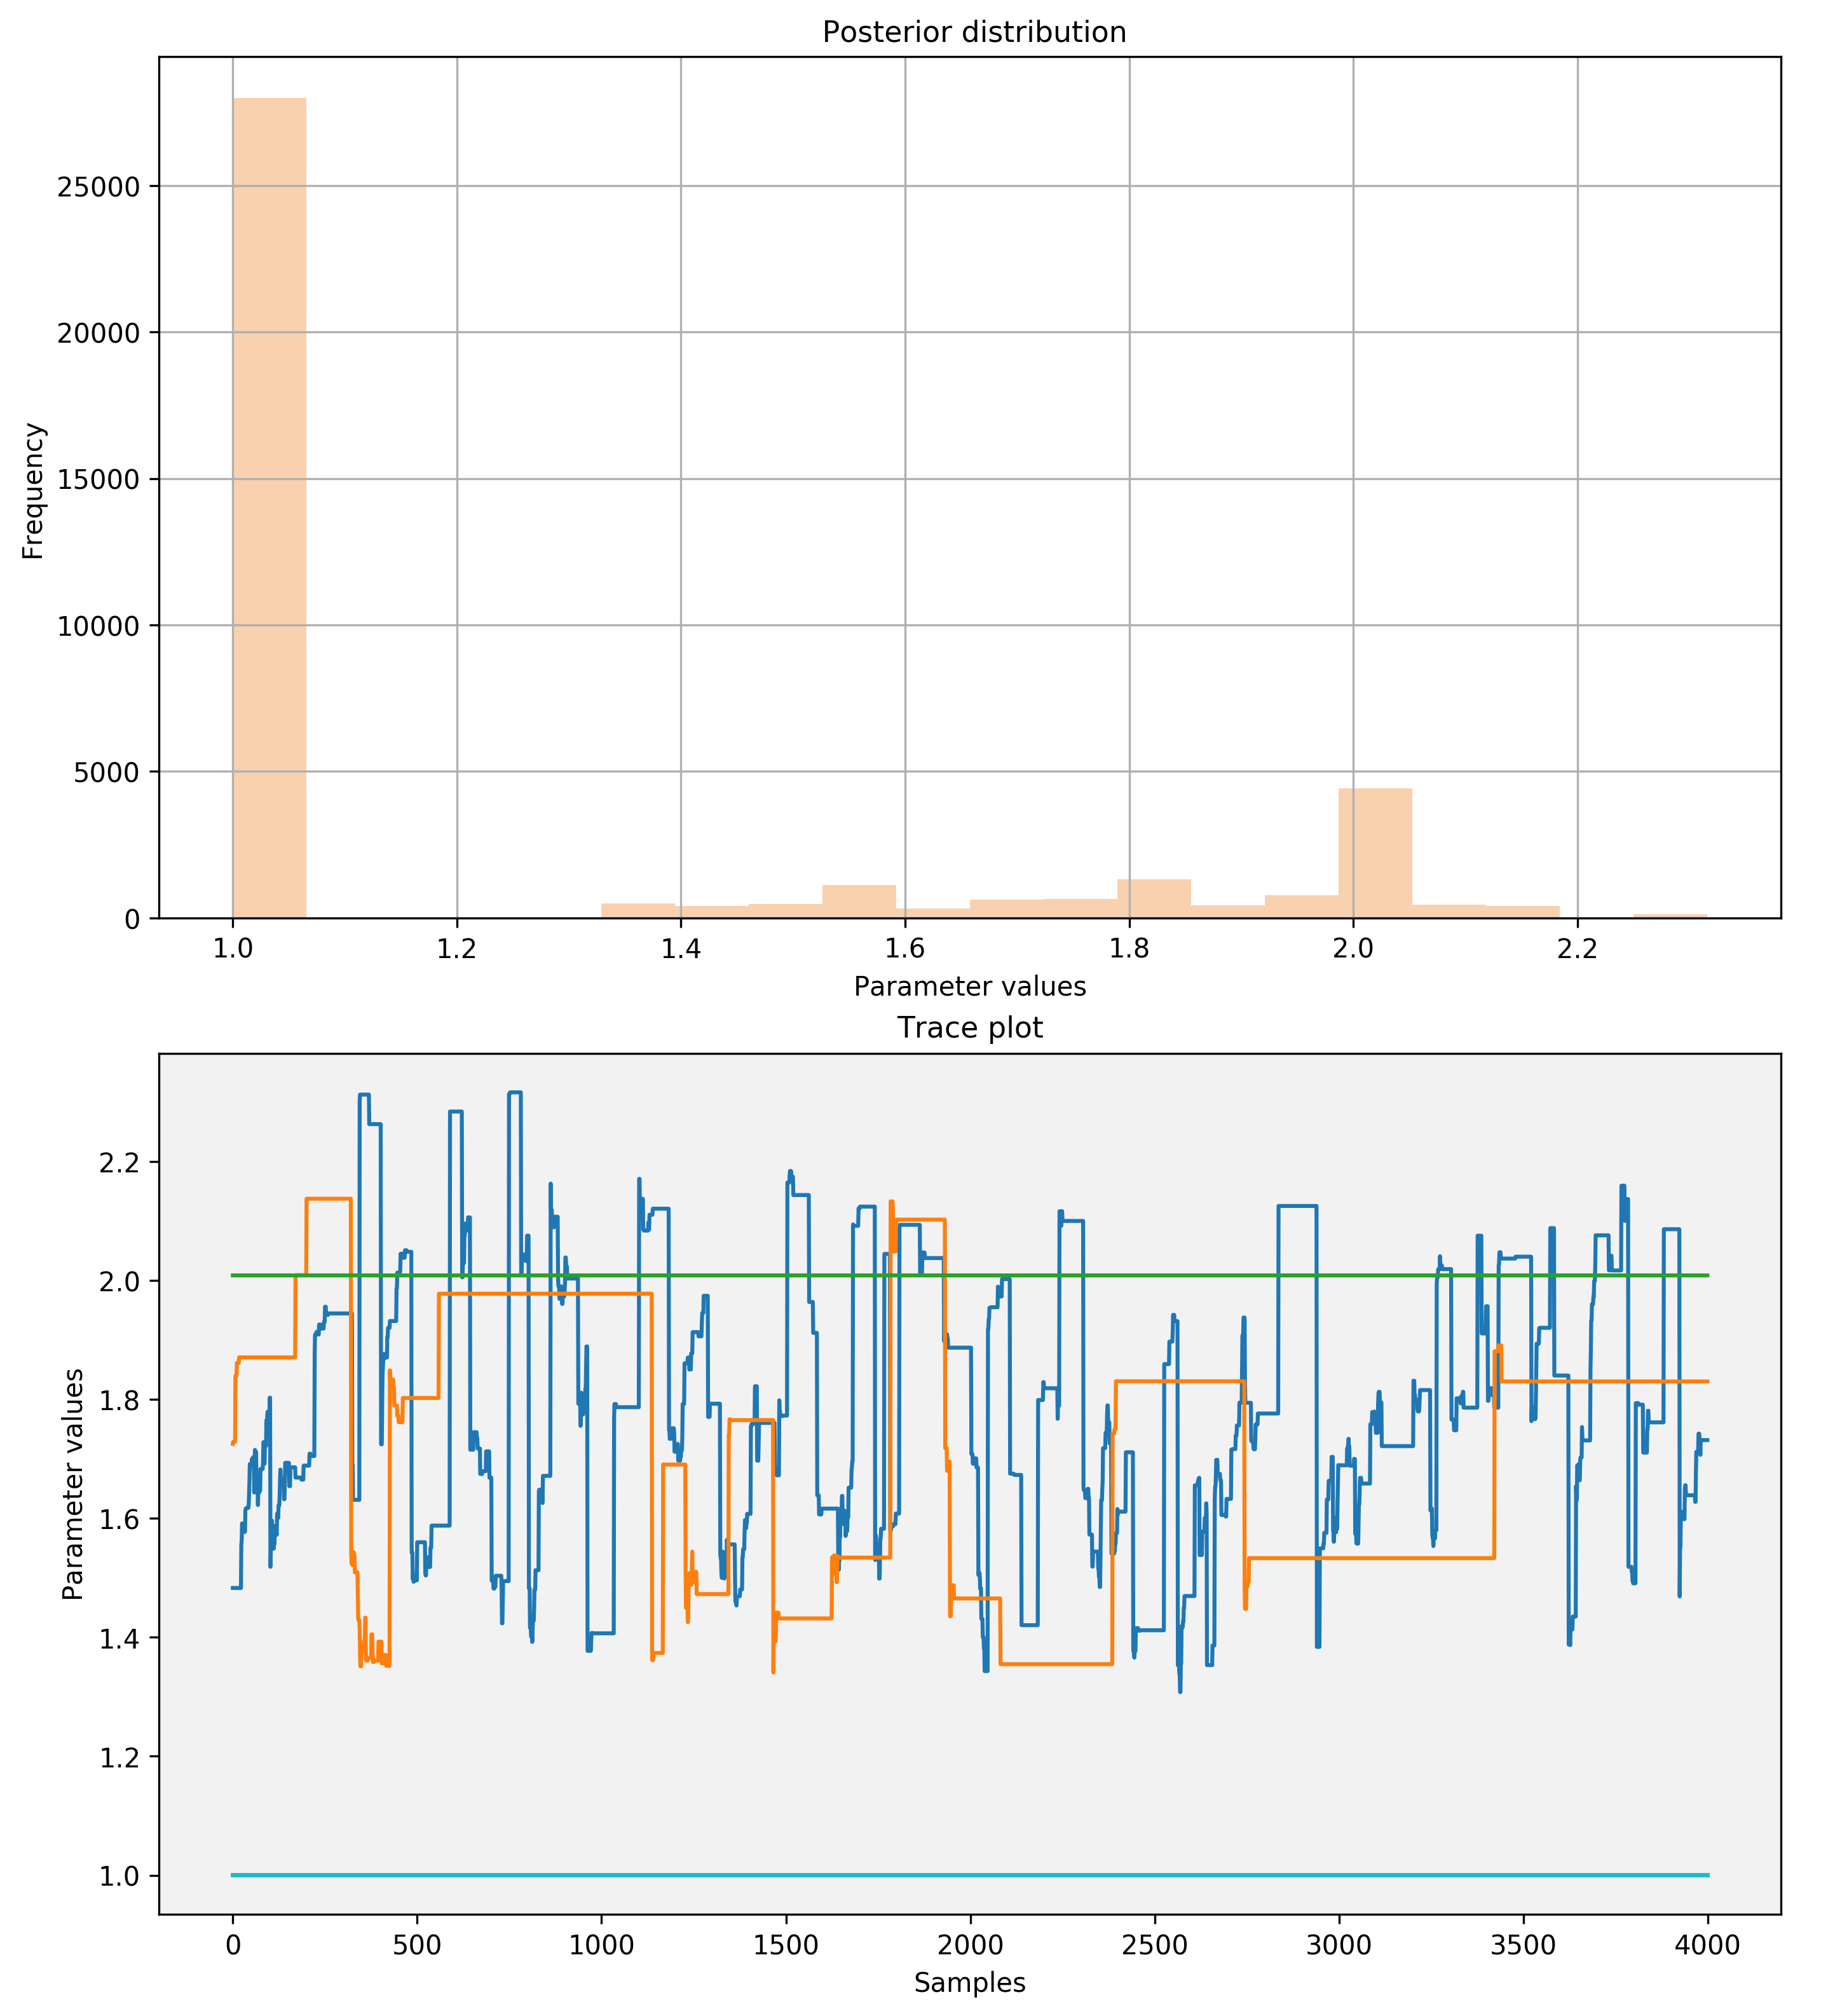 Posterior distribution
Frequency
25000
20000
15000
10000
5000
0
1.0 1.2 1.4 1.6 1.8 2.0 2.2
Parameter values
Trace plot
Parameter values
2.2
2.0
1.8
1.6
1.4
1.2
1.0
0 500 1000 1500 2000 2500 3000 3500 4000
Samples